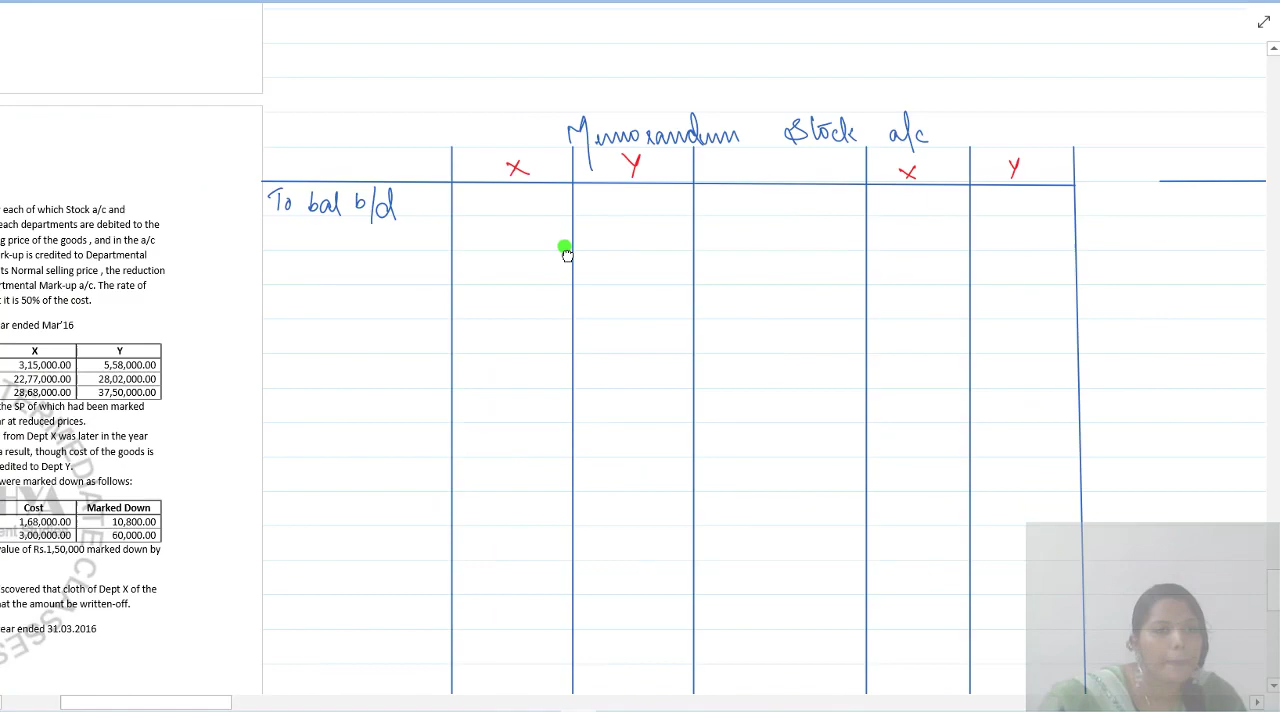 each of which Stock a/c and
each departments are debited to the
g price of the goods , and in the a/c
rk-up is credited to Departmental
ts Normal selling price , the reduction
rtmental Mark-up a/c. The rate of
it is 50% of the cost.
ar ended Mar'16
X Y
3,15,000.00 5,58,000.00
22,77,000.00 28,02,000.00
28,68,000.00 37,50,000.00
the SP of which had been marked
r at reduced prices.
from Dept X was later in the year
a result, though cost of the goods is
edited to Dept Y.
were marked down as follows:
Cost Marked Down
1,68,000.00 10,800.00
3,00,000.00 60,000.00
value of Rs.1,50,000 marked down by
scovered that cloth of Dept X of the
hat the amount be written-off.
ear ended 31.03.2016
Memorandum Stock a/c
X Y X Y
To bal b/d